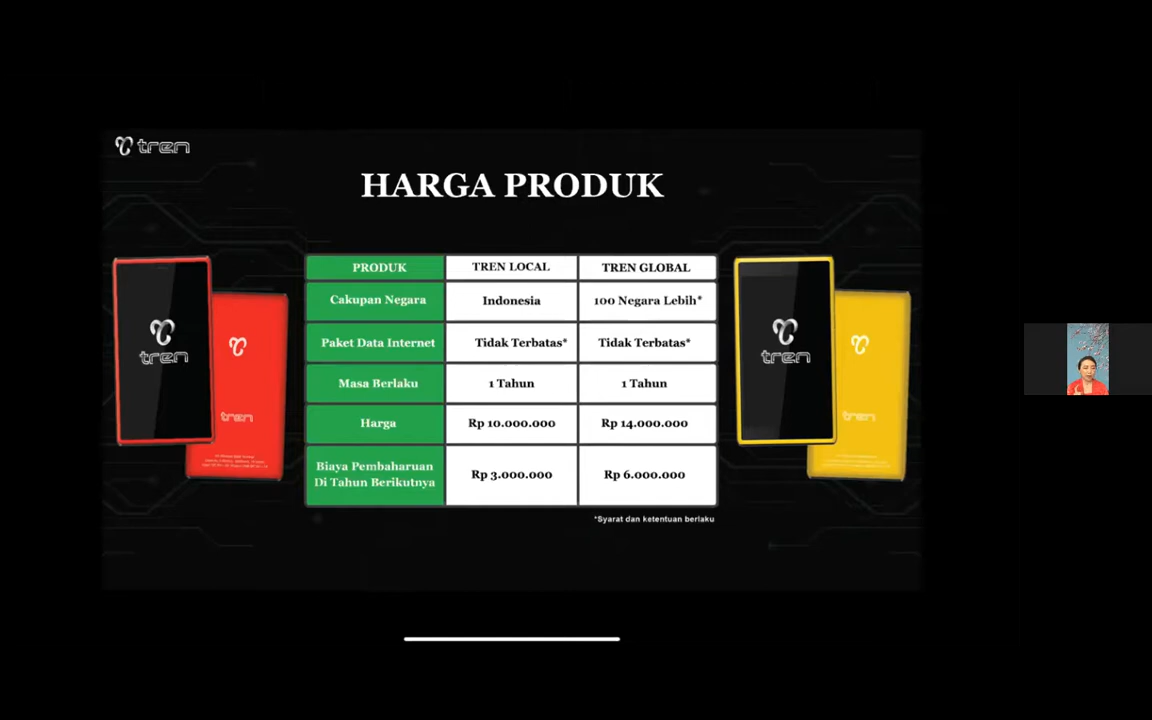 tren
HARGA PRODUK
PRODUK TREN LOCAL TREN GLOBAL
Cakupan Negara Indonesia 100 Negara Lebih*
Paket Data Internet Tidak Terbatas* Tidak Terbatas*
Masa Berlaku 1 Tahun 1 Tahun
Harga Rp 10.000.000 Rp 14.000.000
Biaya Pembaharuan
Di Tahun Berikutnya Rp 3.000.000 Rp 6.000.000
*Syarat dan ketentuan berlaku
tren
tren
tren
tren